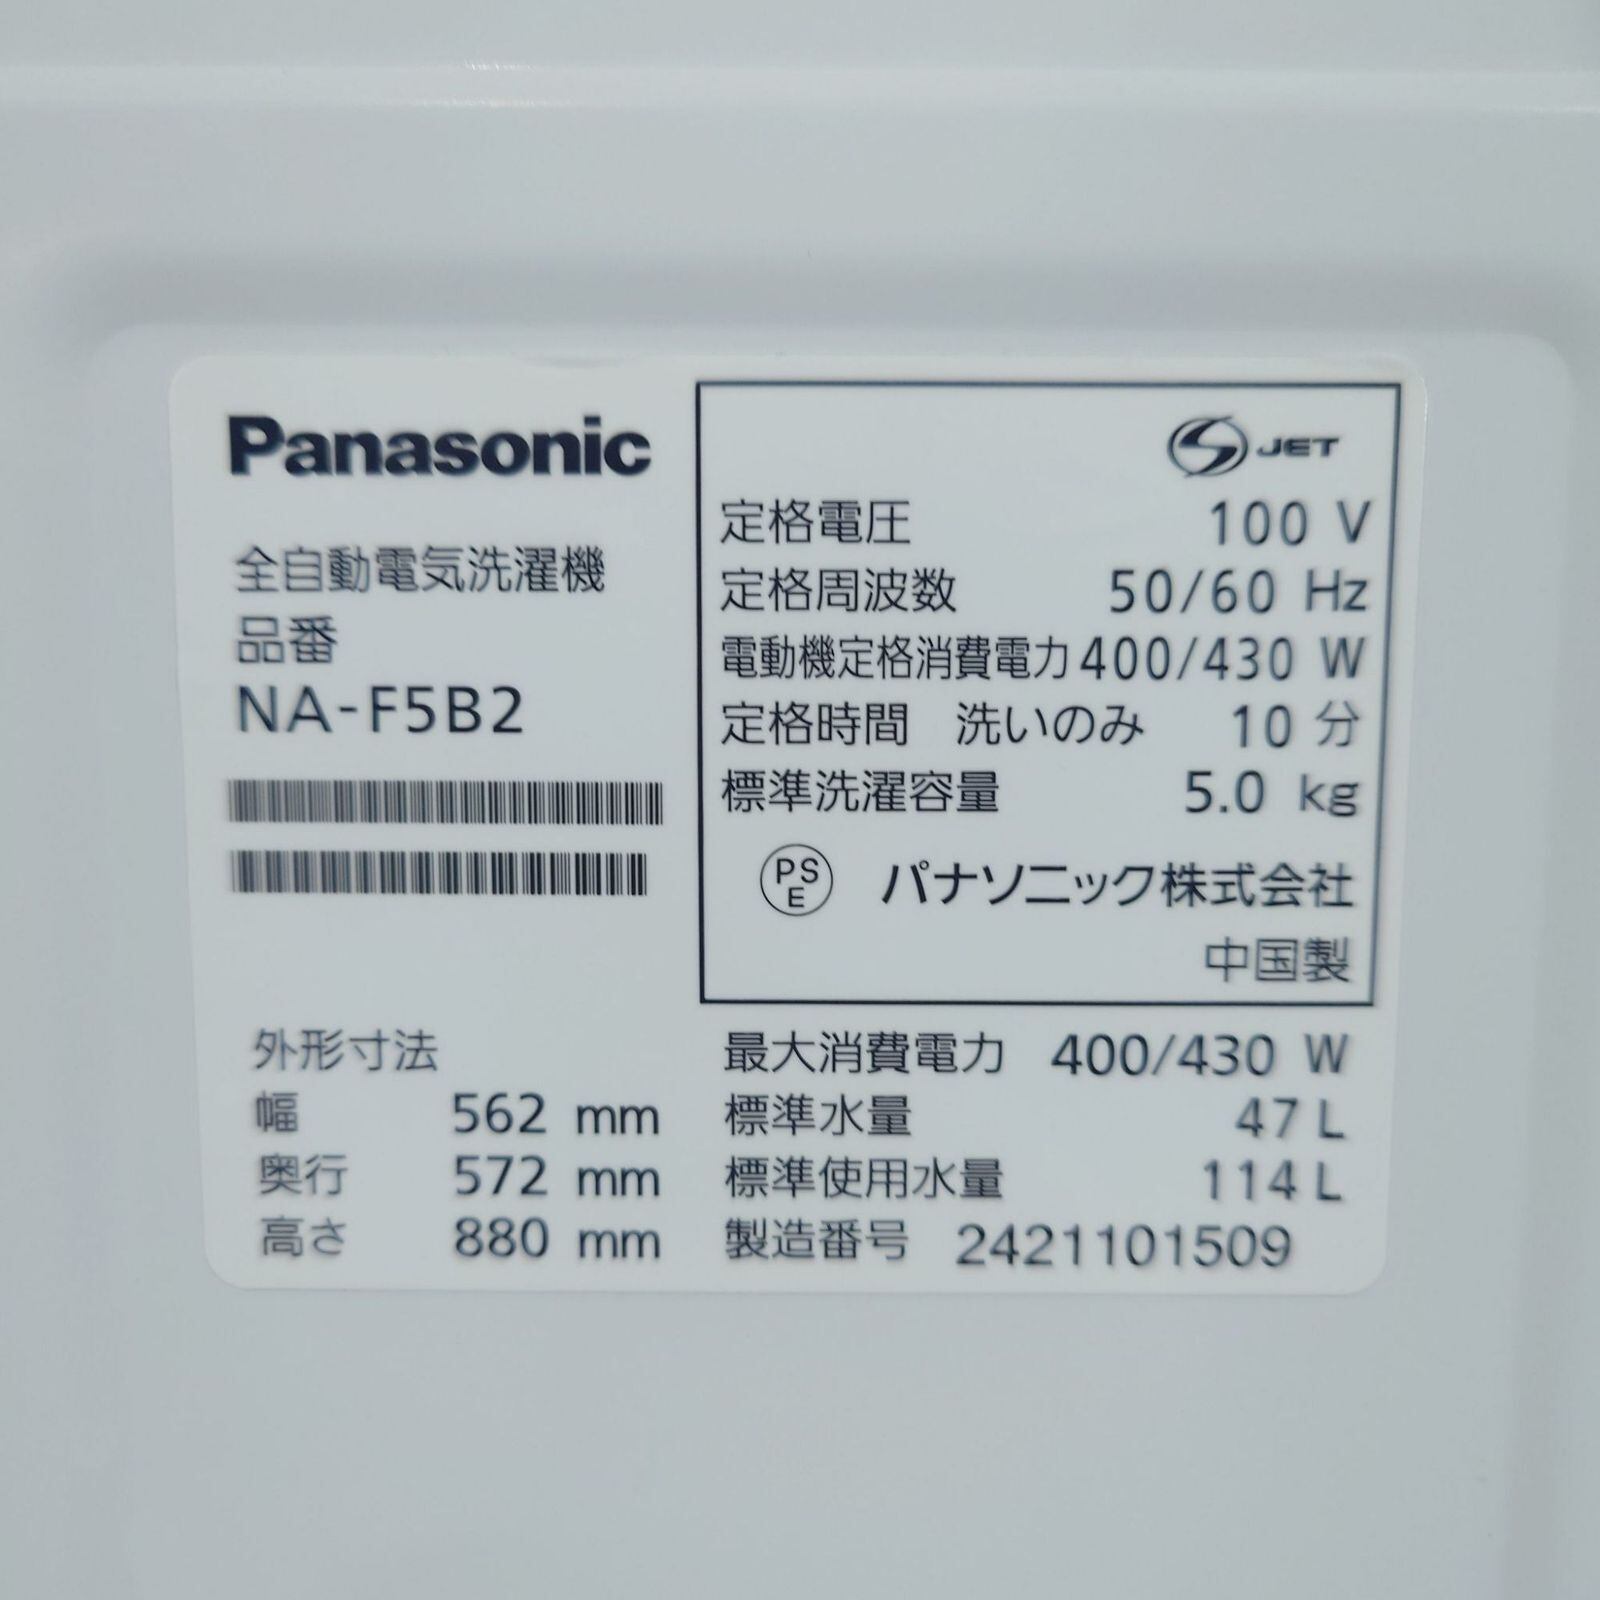 Panasonic
全自動電気洗濯機
品番
NA-F5B2
JET
定格電圧 100 V
定格周波数 50/60 Hz
電動機定格消費電力 400/430 W
定格時間 洗いのみ 10 分
標準洗濯容量 5.0 kg
PS
E
パナソニック株式会社
中国製
外形寸法
幅 562 mm
奥行 572 mm
高さ 880 mm
最大消費電力 400/430 W
標準水量 47 L
標準使用水量 114 L
製造番号 2421101509